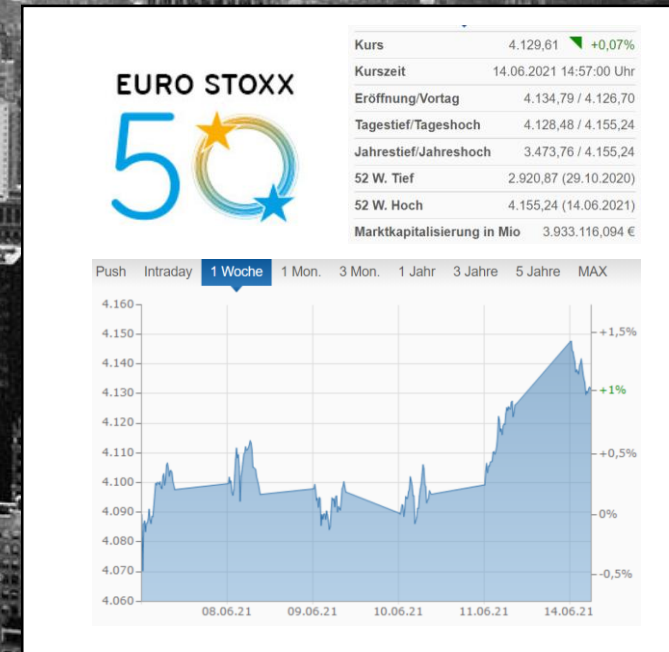 EURO STOXX
50
Kurs 4.129,61 +0,07%
Kurszeit 14.06.2021 14:57:00 Uhr
Eröffnung/Vortag 4.134,79 / 4.126,70
Tagestief/Tageshoch 4.128,48 / 4.155,24
Jahrestief/Jahreshoch 3.473,76 / 4.155,24
52 W. Tief 2.920,87 (29.10.2020)
52 W. Hoch 4.155,24 (14.06.2021)
Marktkapitalisierung in Mio 3.933.116,094 €
Push Intraday 1 Woche 1 Mon. 3 Mon. 1 Jahr 3 Jahre 5 Jahre MAX
4.160
4.150 +1,5%
4.140
4.130 +1%
4.120
4.110 +0,5%
4.100
4.090 0%
4.080
4.070 -0,5%
4.060
08.06.21 09.06.21 10.06.21 11.06.21 14.06.21